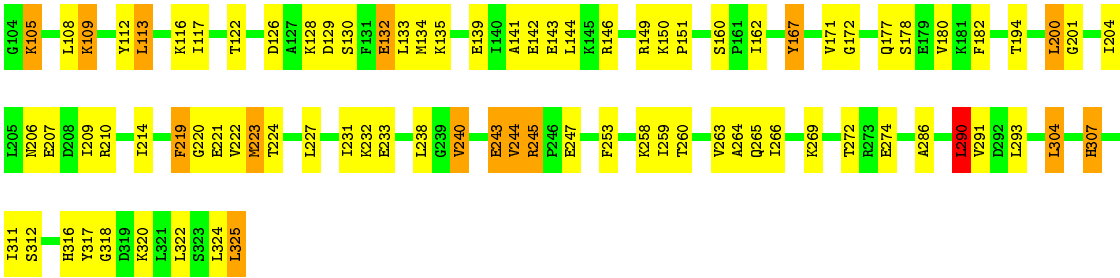 G104 K105 L108 K109 Y112 L113 K116 I117 T122 D126 A127 K128 D129 S130 F131 E132 L133 M134 K135 E139 I140 A141 E142 E143 L144 K145 R146 R149 K150 P151 S160 P161 I162 Y167 V171 G172 Q177 S178 E179 V180 K181 F182 T194 L200 G201 I204
L205 N206 E207 D208 I209 R210 I214 F219 G220 E221 V222 M223 T224 L227 I231 K232 E233 L238 G239 V240 E243 V244 R245 P246 E247 F253 K258 I259 T260 V263 A264 Q265 I266 K269 T272 R273 E274 A286 L290 V291 D292 L293 L304 H307
I311 S312 H316 Y317 G318 D319 K320 L321 L322 S323 L324 L325